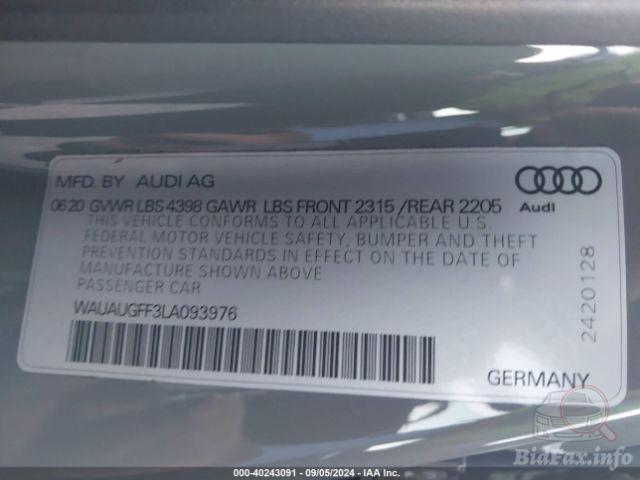 MFD. BY AUDI AG
06.20 GVWR LBS 4398 GAWR LBS FRONT 2315 /REAR 2205
THIS VEHICLE CONFORMS TO ALL APPLICABLE U.S.
FEDERAL MOTOR VEHICLE SAFETY, BUMPER AND THEFT
PREVENTION STANDARDS IN EFFECT ON THE DATE OF
MANUFACTURE SHOWN ABOVE
PASSENGER CAR
WAUAUGFF3LA093976
Audi
2420128
GERMANY
BidFax.info
000-40243091 - 09/05/2024 - IAA Inc.